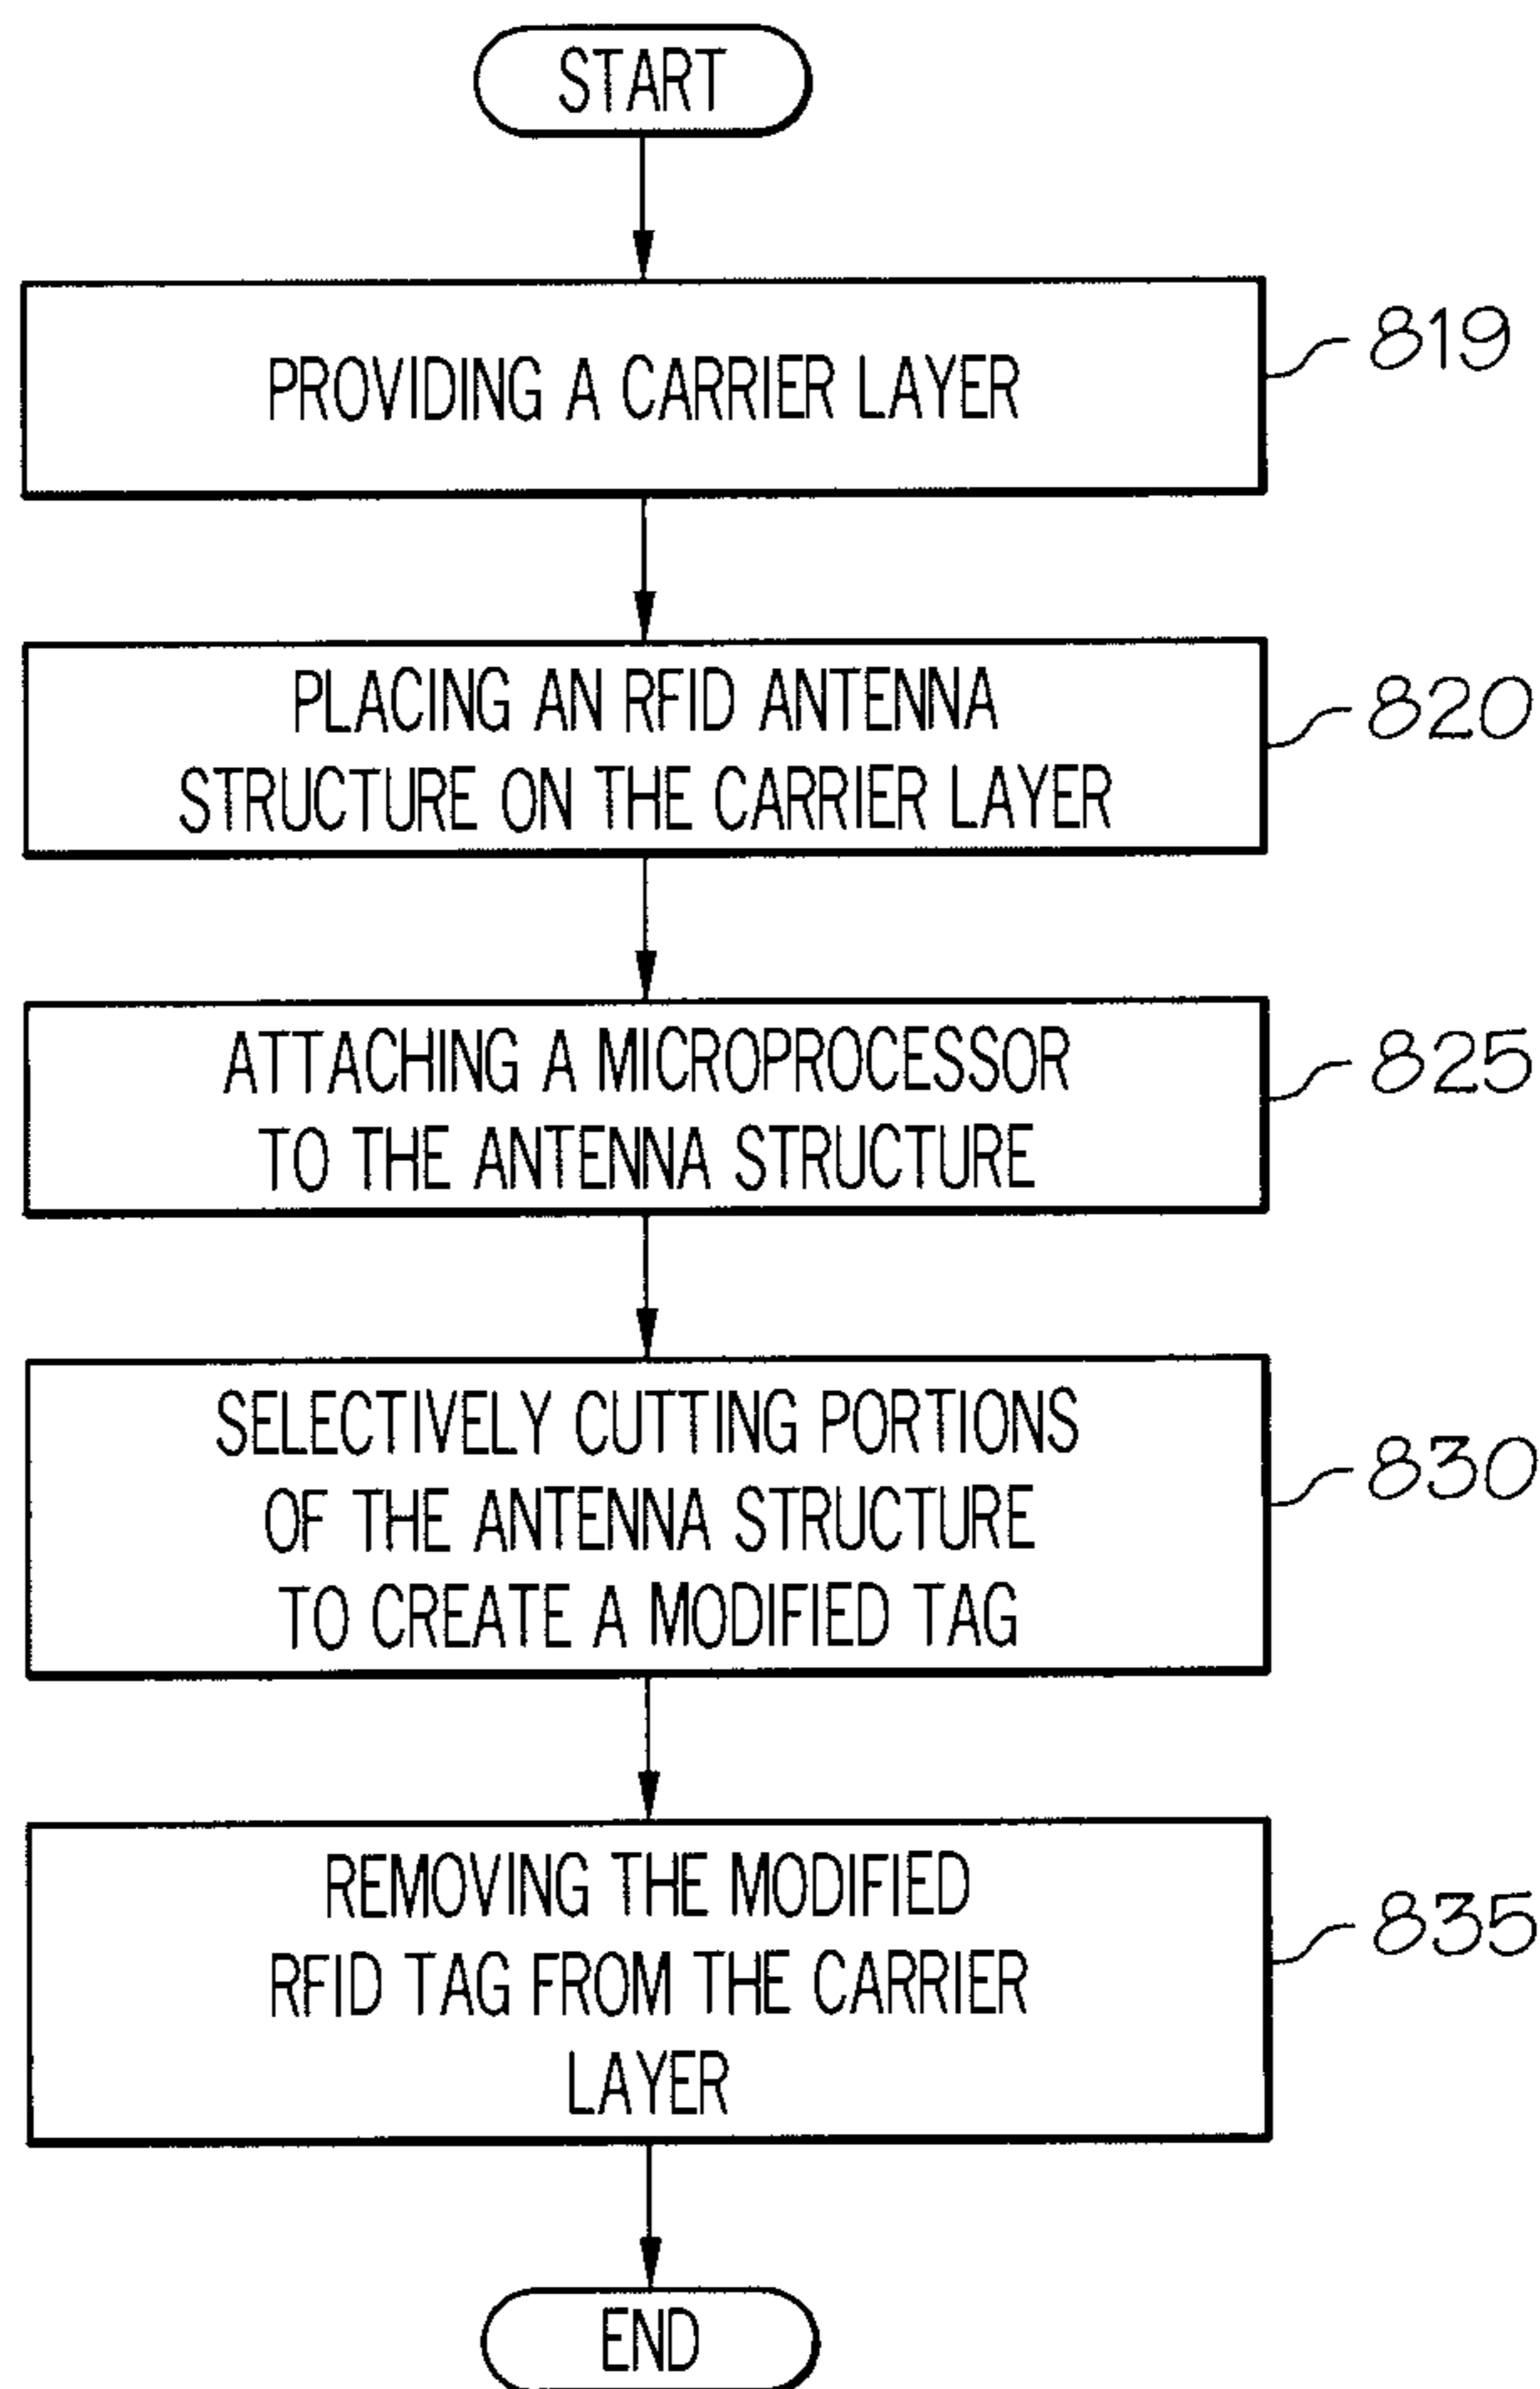 START
PROVIDING A CARRIER LAYER
819
PLACING AN RFID ANTENNA
STRUCTURE ON THE CARRIER LAYER
820
ATTACHING A MICROPROCESSOR
TO THE ANTENNA STRUCTURE
825
SELECTIVELY CUTTING PORTIONS
OF THE ANTENNA STRUCTURE
TO CREATE A MODIFIED TAG
830
REMOVING THE MODIFIED
RFID TAG FROM THE CARRIER
LAYER
835
END